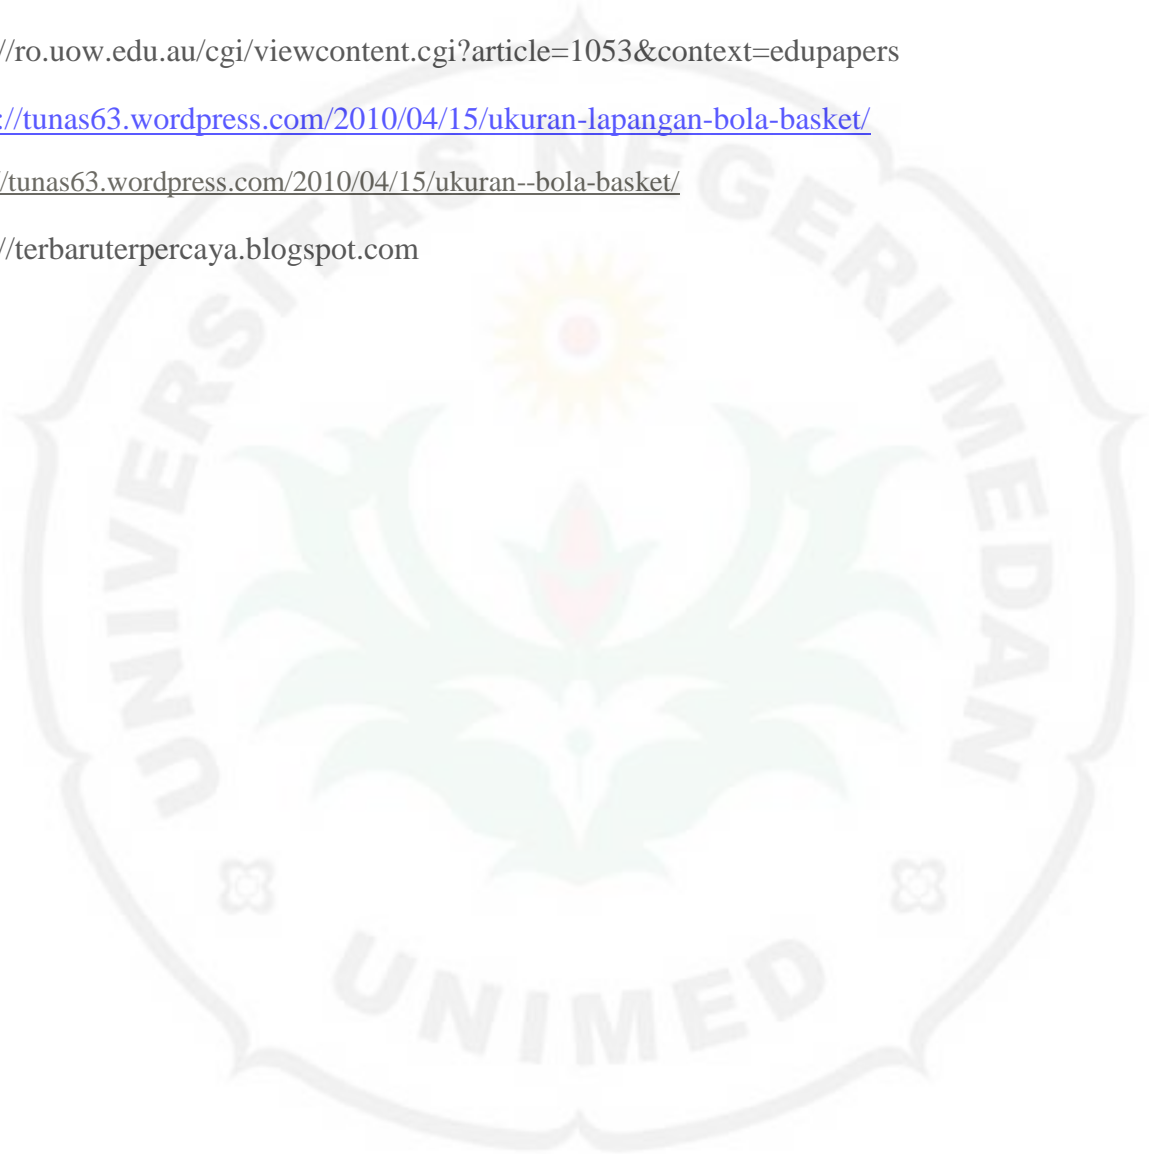 //ro.uow.edu.au/cgi/viewcontent.cgi?article=1053&context=edupapers
://tunas63.wordpress.com/2010/04/15/ukuran-lapangan-bola-basket/
/tunas63.wordpress.com/2010/04/15/ukuran--bola-basket/
//terbaruterpercaya.blogspot.com
UNIVERSITAS NEGERI MEDAN
UNIMED